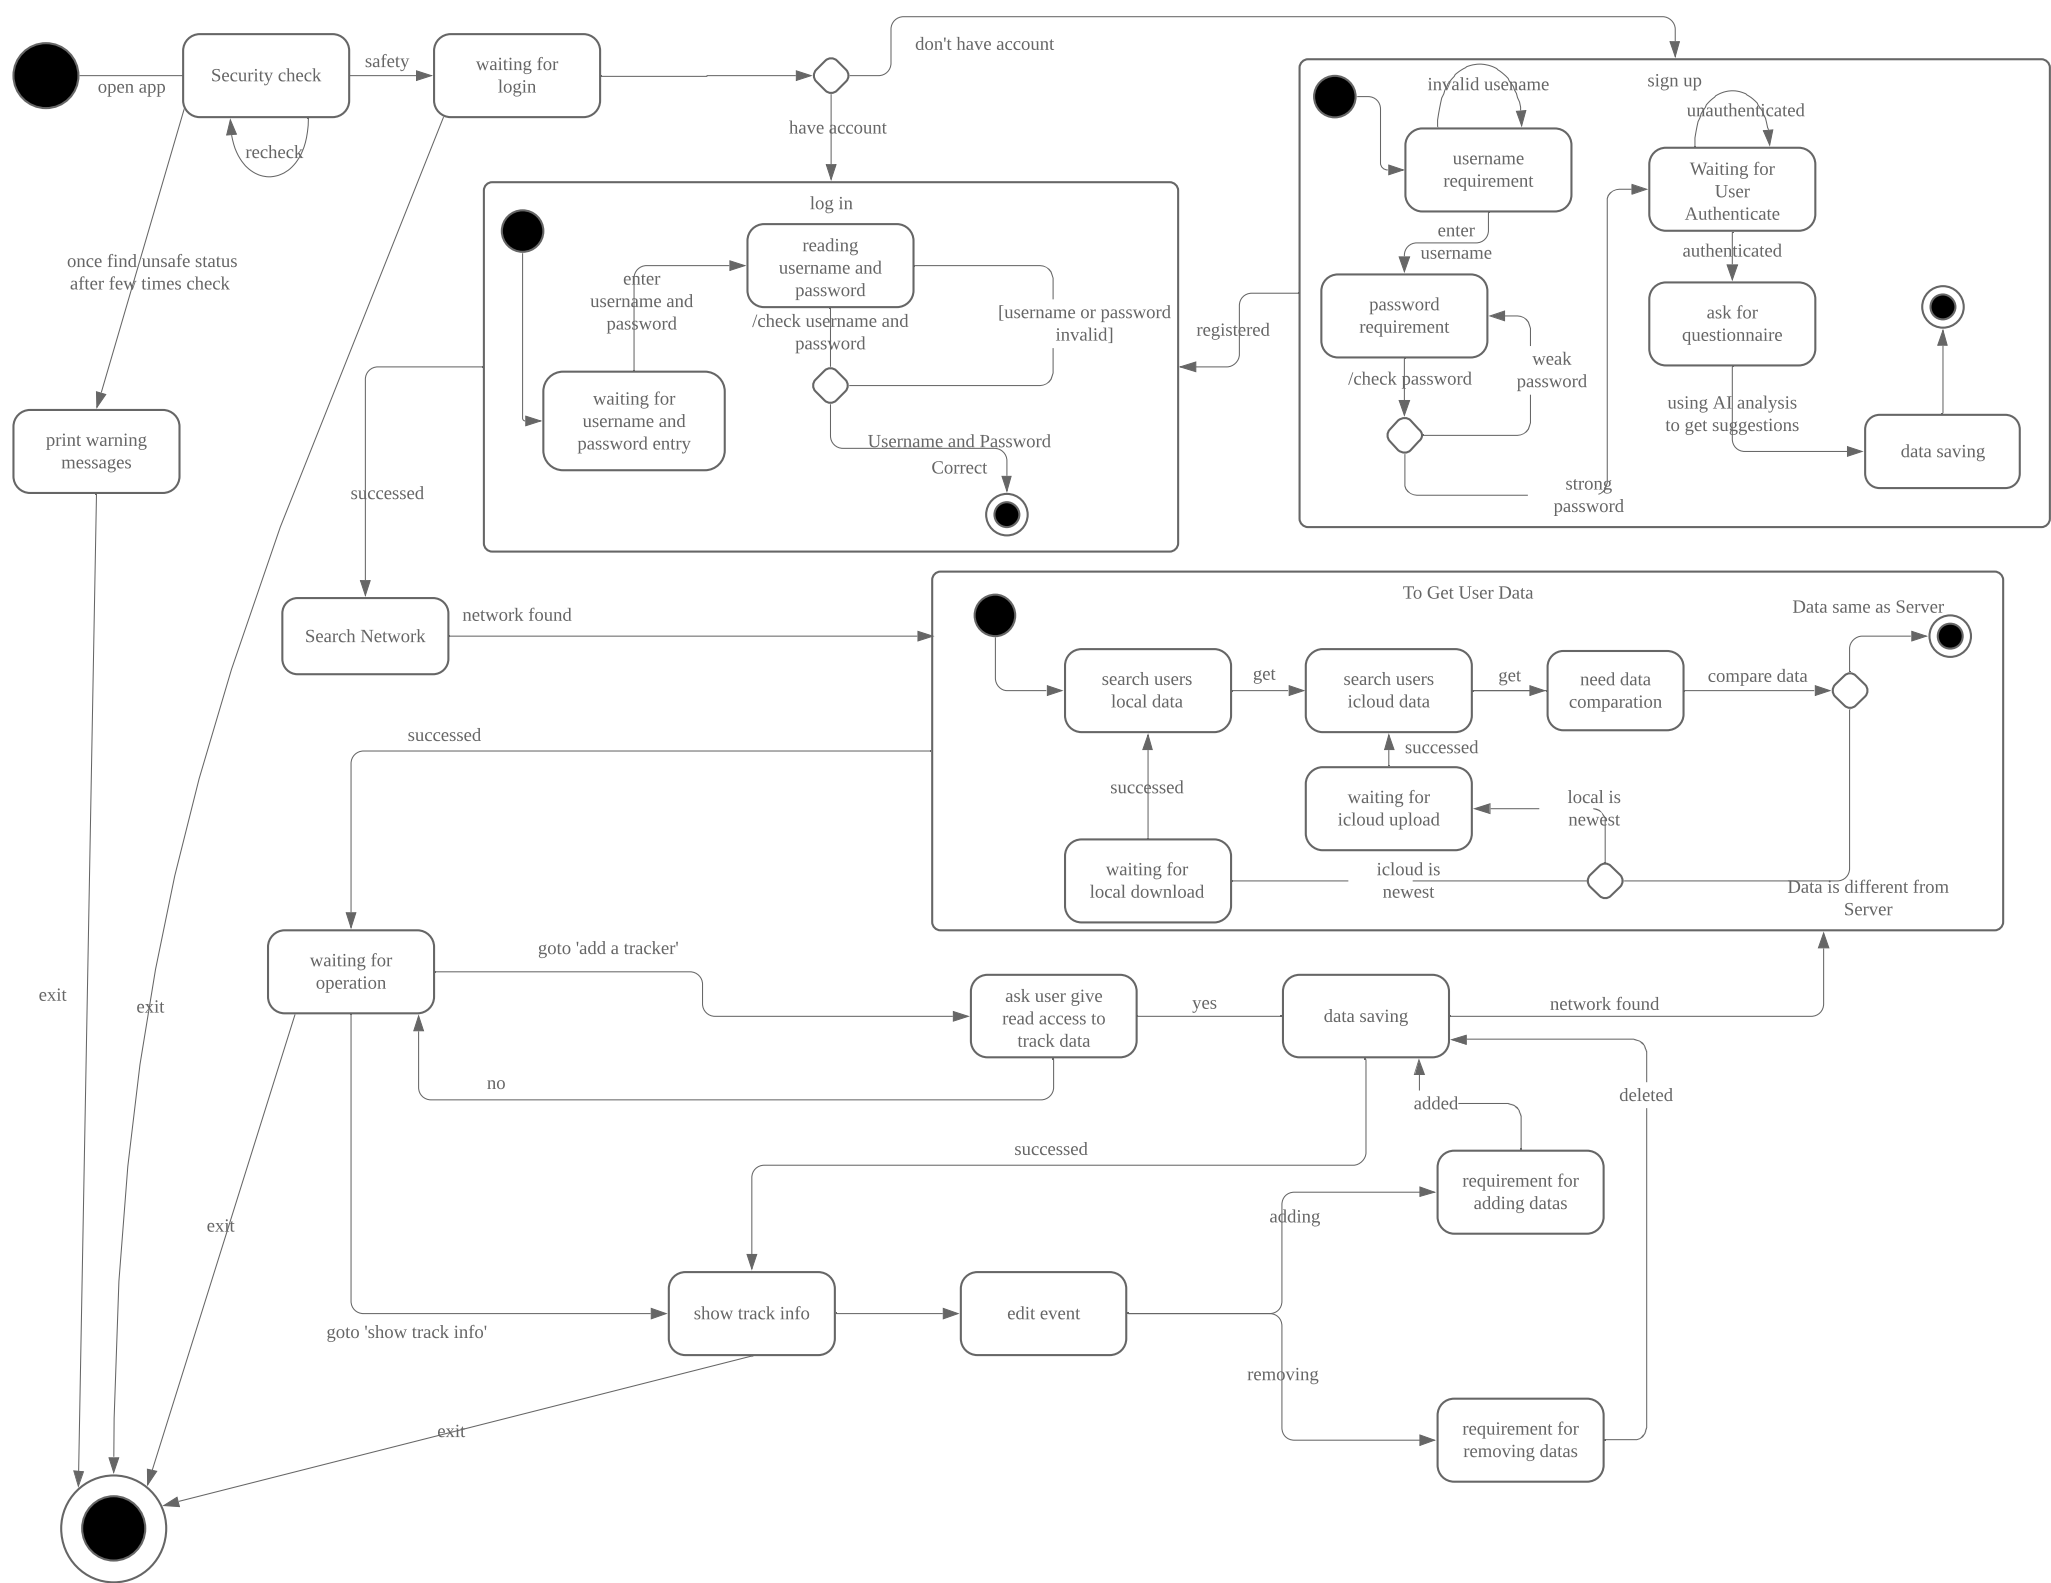 don't have account
open app
Security check
safety
waiting for
login
recheck
have account
sign up
invalid usename
username
requirement
unauthenticated
Waiting for
User
Authenticate
enter
username
authenticated
password
requirement
ask for
questionnaire
weak
password
/check password
using AI analysis
to get suggestions
data saving
strong
password
registered
log in
reading
username and
password
enter
username and
password
/check username and
password
[username or password
invalid]
waiting for
username and
password entry
Username and Password
Correct
once find unsafe status
after few times check
print warning
messages
successed
Search Network
network found
To Get User Data
Data same as Server
search users
local data
get
search users
icloud data
get
need data
comparation
compare data
successed
successed
waiting for
icloud upload
local is
newest
waiting for
local download
icloud is
newest
Data is different from
Server
successed
waiting for
operation
goto 'add a tracker'
ask user give
read access to
track data
yes
data saving
network found
exit
exit
no
added
deleted
successed
requirement for
adding datas
exit
adding
goto 'show track info'
show track info
edit event
removing
exit
requirement for
removing datas